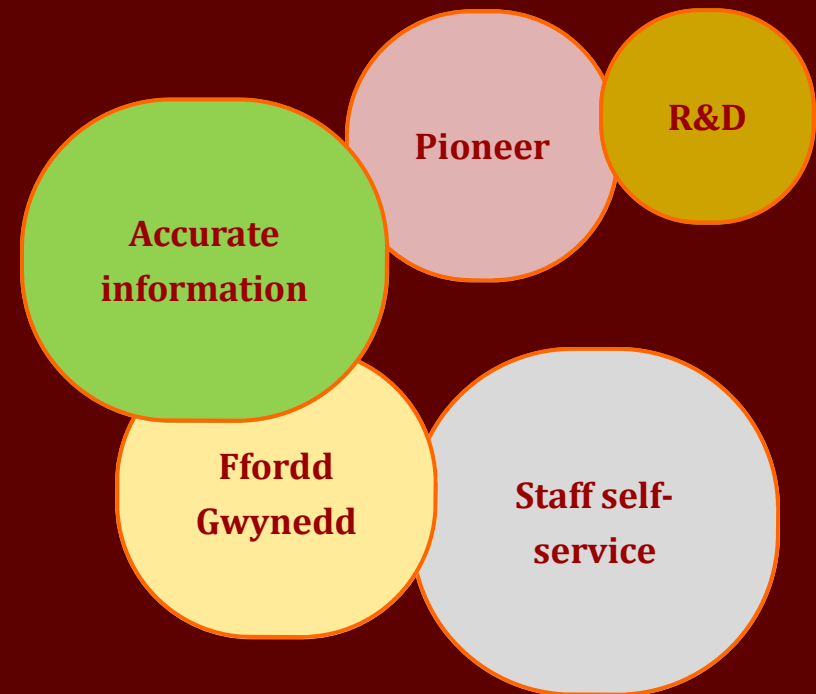 R&D
Pioneer
Accurate
information
Ffordd
Gwynedd
Staff self-
service